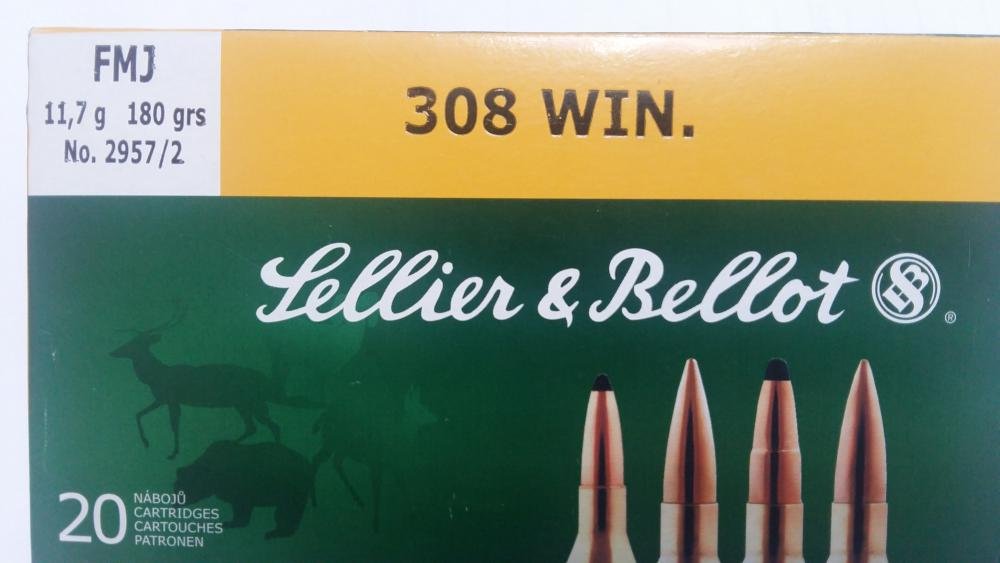 FMJ
11,7 g 180 grs
No. 2957/2
308 WIN.
Sellier & Bellot
®
20
NÁBOJŮ
CARTRIDGES
CARTOUCHES
PATRONEN